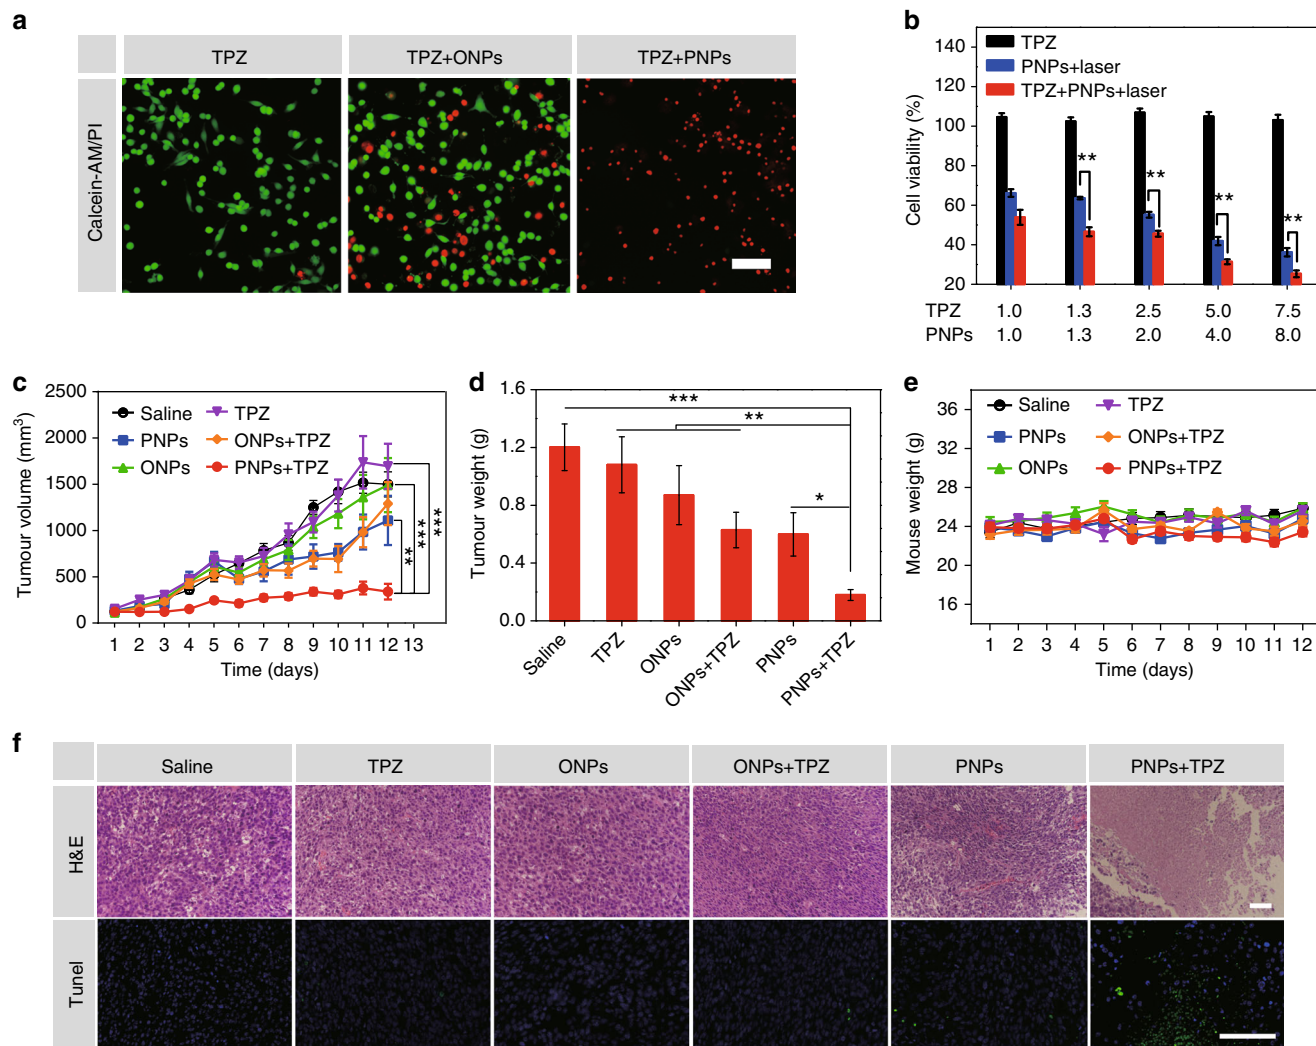 a
TPZ
TPZ+ONPs
TPZ+PNPs
Calcein-AM/PI
b
Cell viability (%)
140
120
100
80
60
40
20
TPZ
PNPs+laser
TPZ+PNPs+laser
**
**
**
**
TPZ 1.0 1.3 2.5 5.0 7.5
PNPs 1.0 1.3 2.0 4.0 8.0
c
Tumour volume (mm³)
2500
2000
1500
1000
500
0
Saline
PNPs
ONPs
TPZ
ONPs+TPZ
PNPs+TPZ
**
***
****
1 2 3 4 5 6 7 8 9 10 11 12 13
Time (days)
d
Tumour weight (g)
1.6
1.2
0.8
0.4
0.0
***
**
*
Saline
TPZ
ONPs
ONPs+TPZ
PNPs
PNPs+TPZ
e
Mouse weight (g)
36
32
28
24
20
16
Saline
PNPs
ONPs
TPZ
ONPs+TPZ
PNPs+TPZ
1 2 3 4 5 6 7 8 9 10 11 12
Time (days)
f
Saline
TPZ
ONPs
ONPs+TPZ
PNPs
PNPs+TPZ
H&E
Tunel